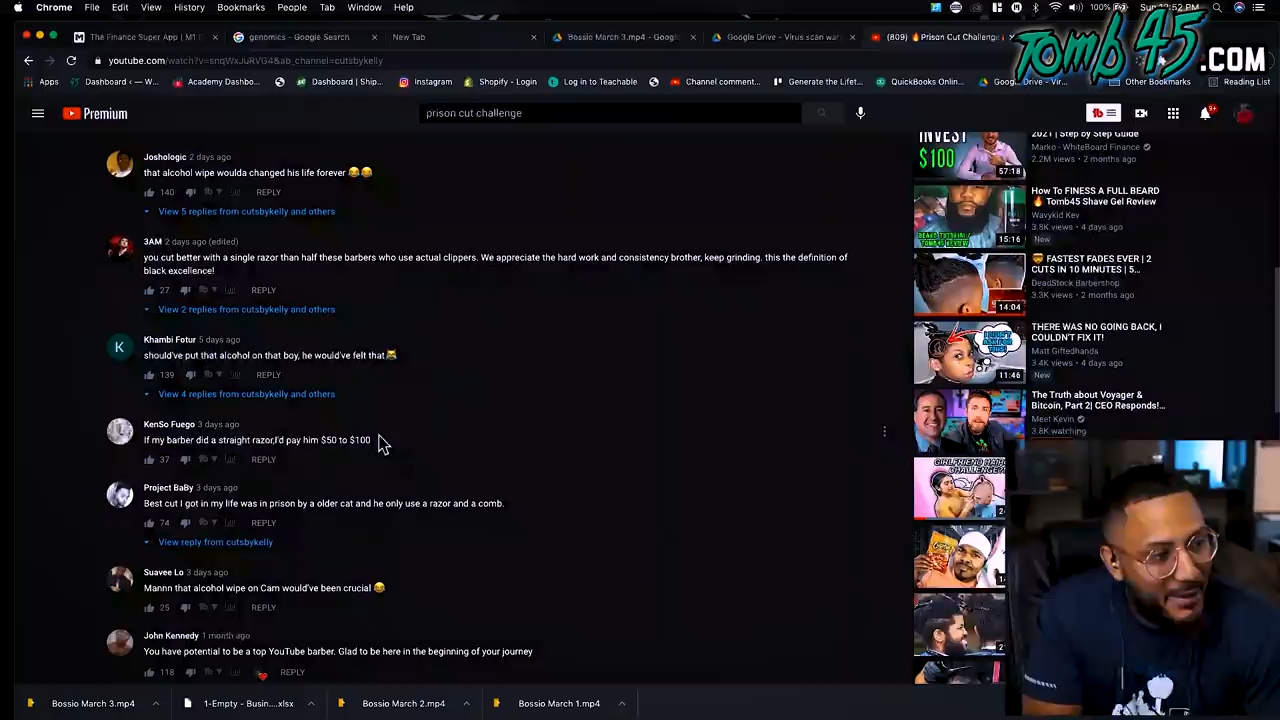 Chrome File Edit View History Bookmarks People Tab Window Help
100%
Tomb 45
.COM
The Finance Super App | M1
genomics - Google Search
New Tab
Bossio March 3.mp4 - Google
Google Drive - Virus scan war
(809) 🔥Prison Cut Challenge
youtube.com/watch?v=snqWxJuRVG4&ab_channel=cutsbykelly
Apps
Dashboard (— W...
Academy Dashbo...
Dashboard | Ship...
Instagram
Shopify - Login
Log in to Teachable
Channel comment...
Generate the Lifet...
QuickBooks Online...
Other Bookmarks
Reading List
Premium
prison cut challenge
9+
Joshologic 2 days ago
that alcohol wipe woulda changed his life forever 😂😂
140 REPLY
View 5 replies from cutsbykelly and others
3AM 2 days ago (edited)
you cut better with a single razor than half these barbers who use actual clippers. We appreciate the hard work and consistency brother, keep grinding. this the definition of
black excellence!
27 REPLY
View 2 replies from cutsbykelly and others
K
Khambi Fotur 5 days ago
should've put that alcohol on that boy, he would've felt that
139 REPLY
View 4 replies from cutsbykelly and others
KenSo Fuego 3 days ago
If my barber did a straight razor,I'd pay him $50 to $100
37 REPLY
Project BaBy 3 days ago
Best cut I got in my life was in prison by a older cat and he only use a razor and a comb.
74 REPLY
View reply from cutsbykelly
Suavee Lo 3 days ago
Mannn that alcohol wipe on Cam would've been crucial 😂
25 REPLY
John Kennedy 1 month ago
You have potential to be a top YouTube barber. Glad to be here in the beginning of your journey
118 REPLY
INVEST
$100
57:18
2021 | Step by Step Guide
Marko - WhiteBoard Finance
2.2M views • 2 months ago
BEARD TUTORIAL/
TOMB45 REVIEW
15:16
How To FINESS A FULL BEARD
🔥 Tomb45 Shave Gel Review
Wavykid Kev
3.8K views • 4 days ago
New
14:04
🤯 FASTEST FADES EVER | 2
CUTS IN 10 MINUTES | 5...
DeadStock Barbershop
3.3K views • 2 months ago
I DIDN'T
ASK FOR
THIS!
11:46
THERE WAS NO GOING BACK, I
COULDN'T FIX IT!
Matt Giftedhands
3.4K views • 4 days ago
New
The Truth about Voyager &
Bitcoin, Part 2| CEO Responds!...
Meet Kevin
3.8K watching
Bossio March 3.mp4
1-Empty - Busin....xlsx
Bossio March 2.mp4
Bossio March 1.mp4